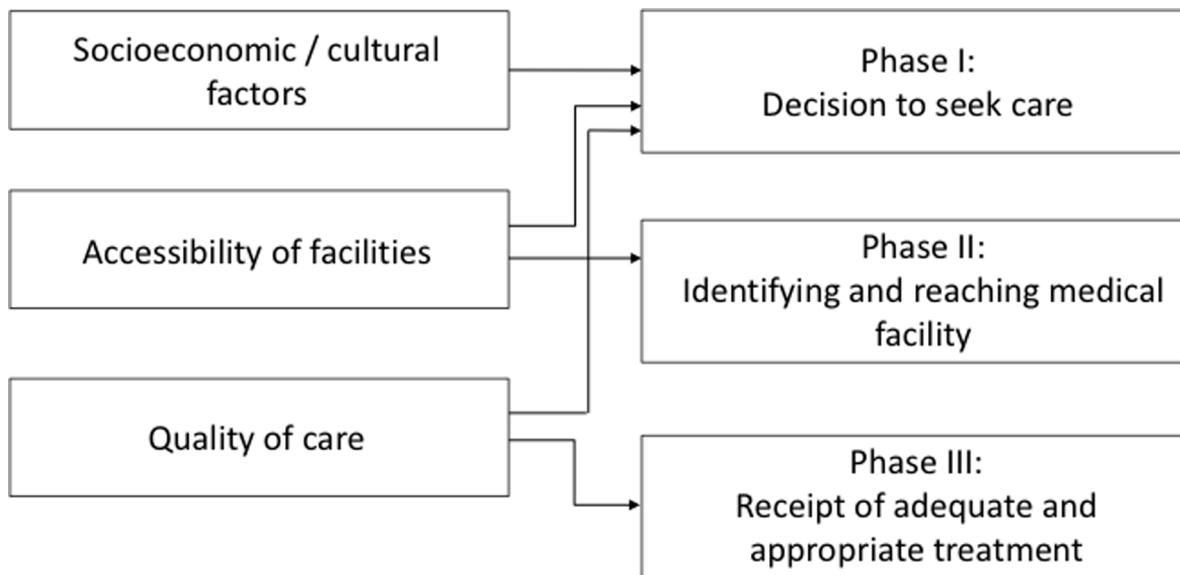 Socioeconomic / cultural
factors
Phase I:
Decision to seek care
Accessibility of facilities
Phase II:
Identifying and reaching medical
facility
Quality of care
Phase III:
Receipt of adequate and
appropriate treatment